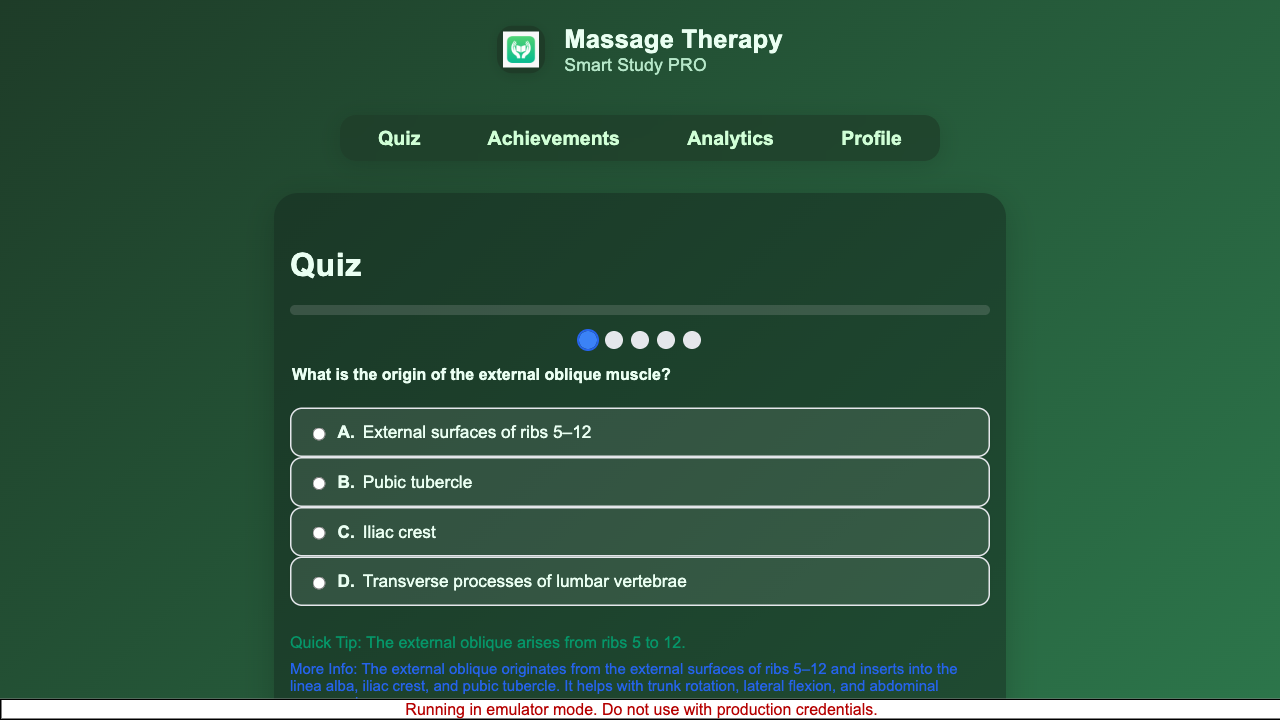 Massage Therapy
Smart Study PRO
Quiz
Achievements
Analytics
Profile
Quiz
What is the origin of the external oblique muscle?
A. External surfaces of ribs 5–12
B. Pubic tubercle
C. Iliac crest
D. Transverse processes of lumbar vertebrae
Quick Tip: The external oblique arises from ribs 5 to 12.
More Info: The external oblique originates from the external surfaces of ribs 5–12 and inserts into the
linea alba, iliac crest, and pubic tubercle. It helps with trunk rotation, lateral flexion, and abdominal
Running in emulator mode. Do not use with production credentials.